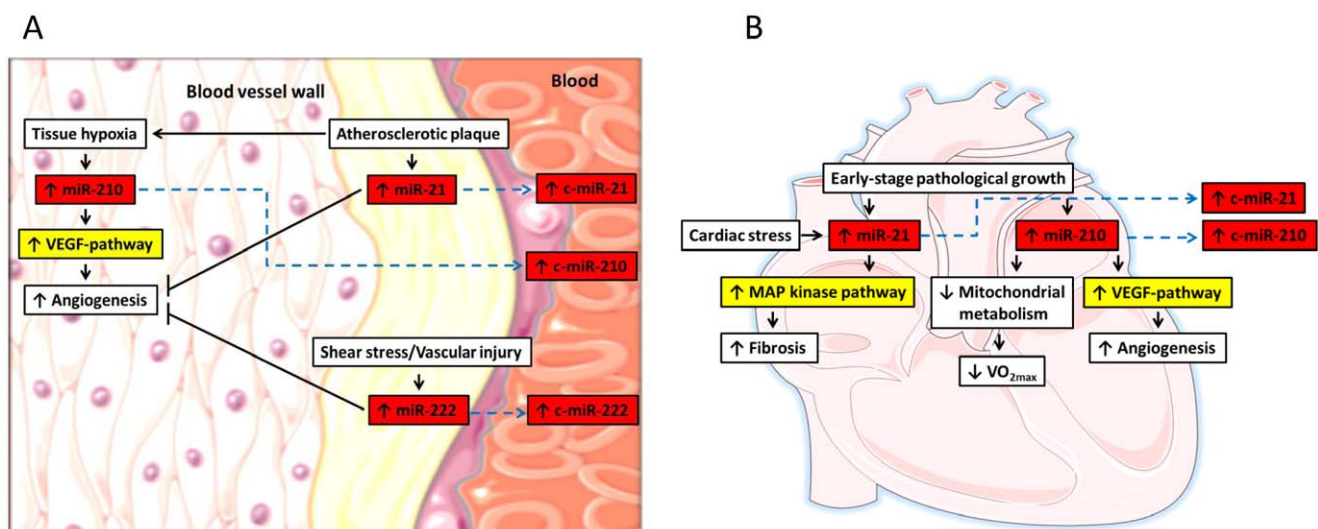 A
Blood vessel wall
Blood
Tissue hypoxia
Atherosclerotic plaque
↑ miR-210
↑ miR-21
↑ c-miR-21
↑ VEGF-pathway
↑ c-miR-210
↑ Angiogenesis
Shear stress/Vascular injury
↑ miR-222
↑ c-miR-222
B
Early-stage pathological growth
↑ c-miR-21
Cardiac stress
↑ miR-21
↑ miR-210
↑ c-miR-210
↑ MAP kinase pathway
↓ Mitochondrial
metabolism
↑ VEGF-pathway
↑ Fibrosis
↑ Angiogenesis
↓ VO₂max